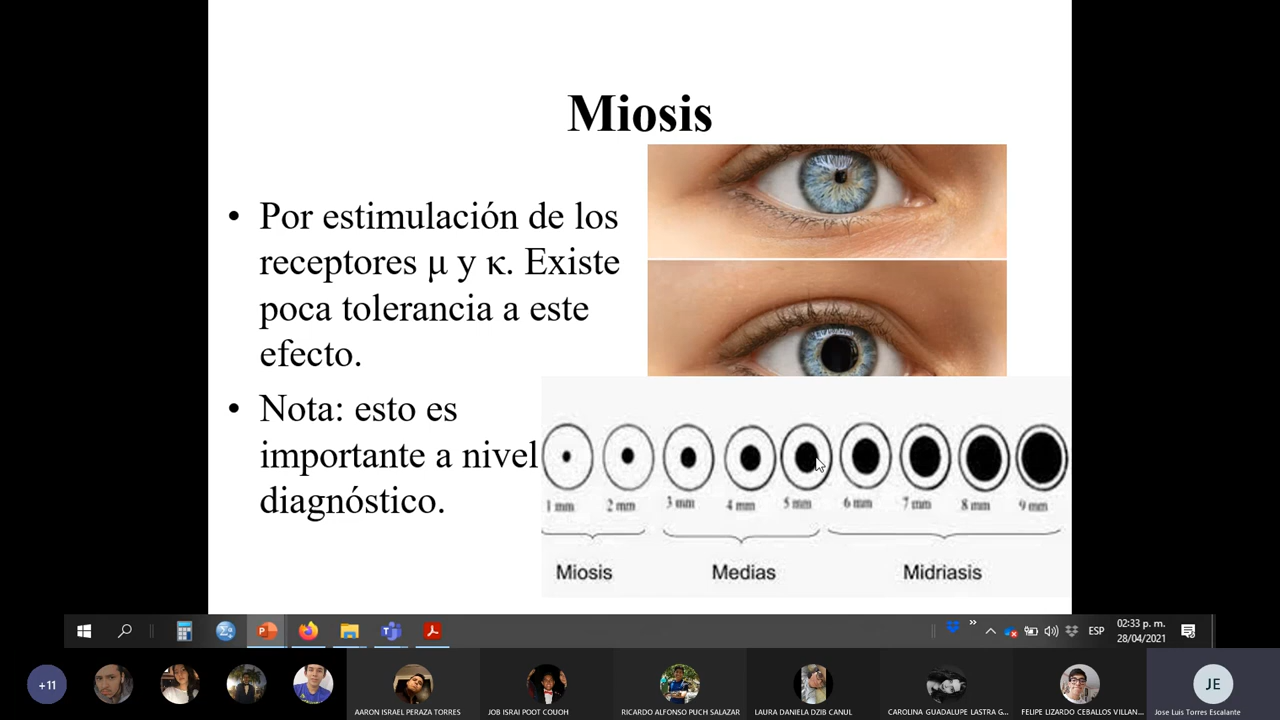 Miosis
• Por estimulación de los
receptores μ y κ. Existe
poca tolerancia a este
efecto.
• Nota: esto es
importante a nivel
diagnóstico.
1 mm 2 mm 3 mm 4 mm 5 mm 6 mm 7 mm 8 mm 9 mm
Miosis Medias Midriasis
ESP
02:33 p. m.
28/04/2021
+11
AARON ISRAEL PERAZA TORRES
JOB ISRAI POOT COUOH
RICARDO ALFONSO PUCH SALAZAR
LAURA DANIELA DZIB CANUL
CAROLINA GUADALUPE LASTRA G...
FELIPE LIZARDO CEBALLOS VILLAN...
JE
Jose Luis Torres Escalante